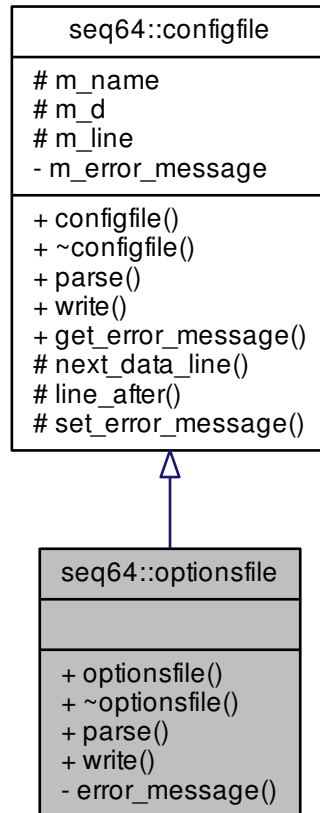 seq64::configfile
# m_name
# m_d
# m_line
- m_error_message
+ configfile()
+ ~configfile()
+ parse()
+ write()
+ get_error_message()
# next_data_line()
# line_after()
# set_error_message()
seq64::optionsfile
+ optionsfile()
+ ~optionsfile()
+ parse()
+ write()
- error_message()